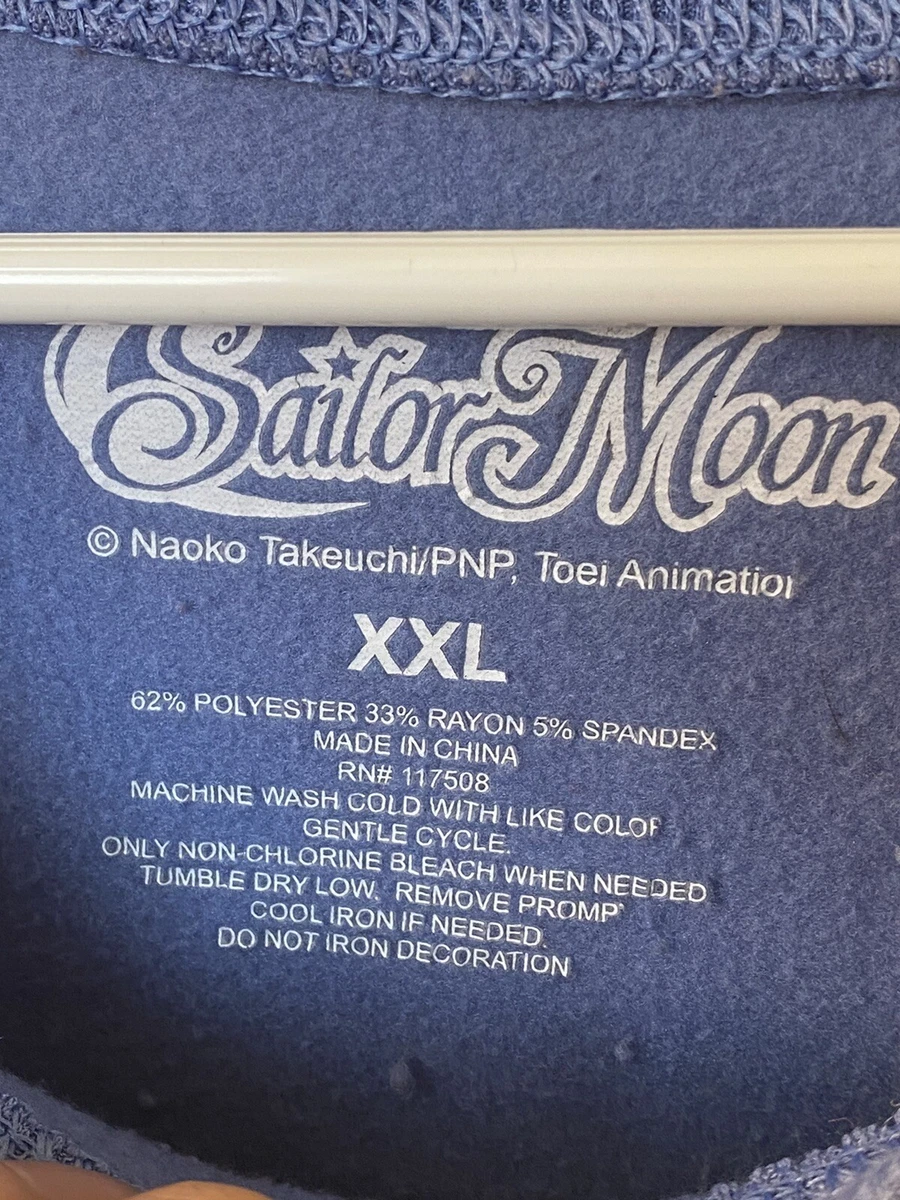 Sailor Moon
© Naoko Takeuchi/PNP, Toei Animation
XXL
62% POLYESTER 33% RAYON 5% SPANDEX
MADE IN CHINA
RN# 117508
MACHINE WASH COLD WITH LIKE COLOR
GENTLE CYCLE.
ONLY NON-CHLORINE BLEACH WHEN NEEDED
TUMBLE DRY LOW. REMOVE PROMP
COOL IRON IF NEEDED.
DO NOT IRON DECORATION